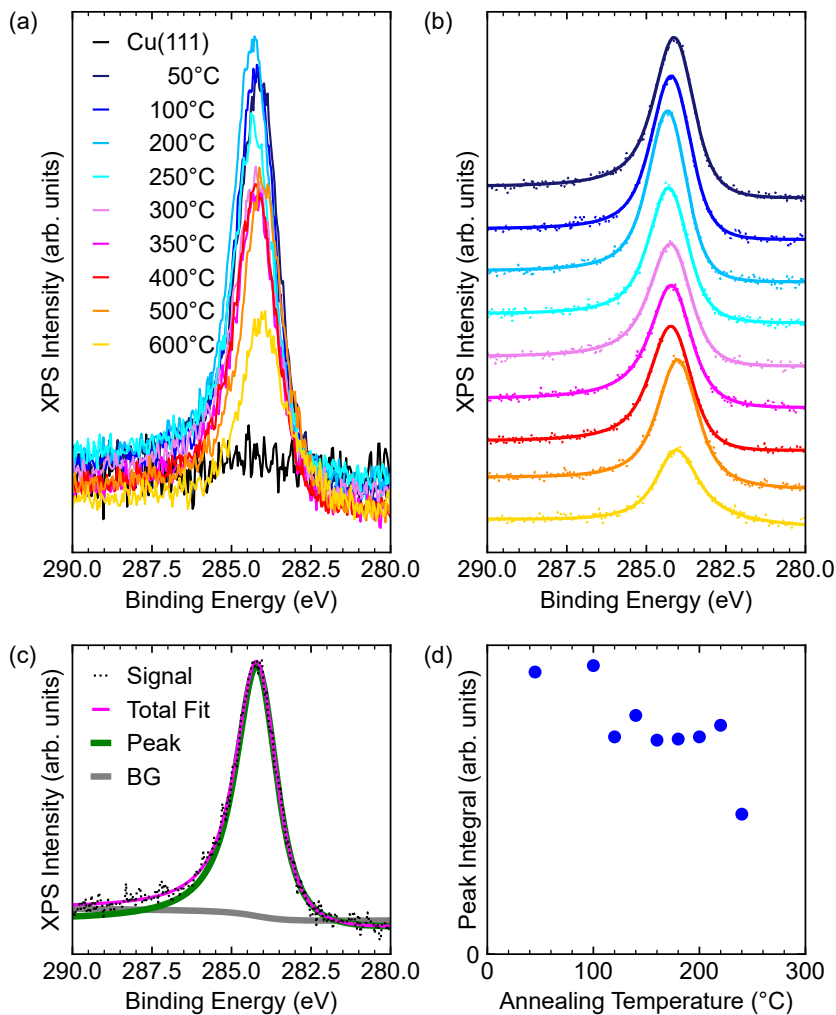 (a)
XPS Intensity (arb. units)
Cu(111)
50°C
100°C
200°C
250°C
300°C
350°C
400°C
500°C
600°C
290.0 287.5 285.0 282.5 280.0
Binding Energy (eV)
(b)
XPS Intensity (arb. units)
290.0 287.5 285.0 282.5 280.0
Binding Energy (eV)
(c)
XPS Intensity (arb. units)
Signal
Total Fit
Peak
BG
290.0 287.5 285.0 282.5 280.0
Binding Energy (eV)
(d)
Peak Integral (arb. units)
0
0 100 200 300
Annealing Temperature (°C)